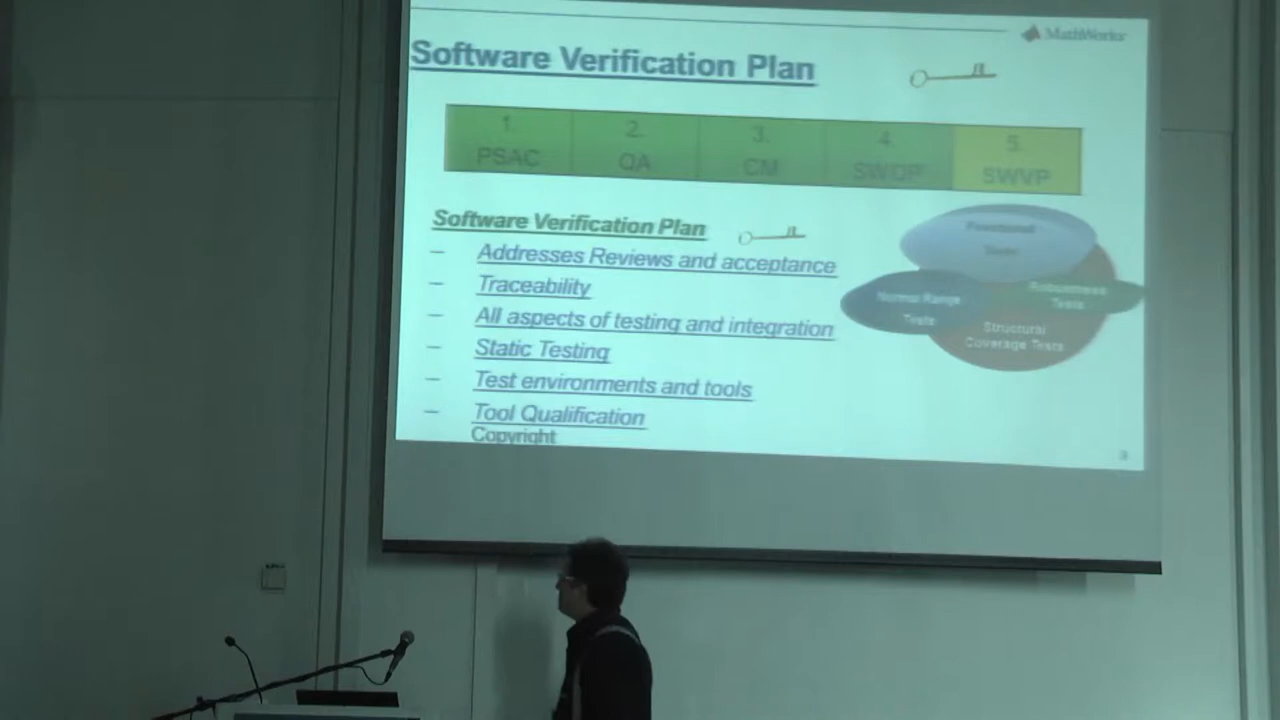 MathWorks
Software Verification Plan
1. 2. 3. 4. 5.
PSAC QA CM SWDP SWVP
Software Verification Plan
– Addresses Reviews and acceptance
– Traceability
– All aspects of testing and integration
– Static Testing
– Test environments and tools
– Tool Qualification
Copyright
Functional
Tests
Normal Range
Tests
Robustness
Tests
Structural
Coverage Tests